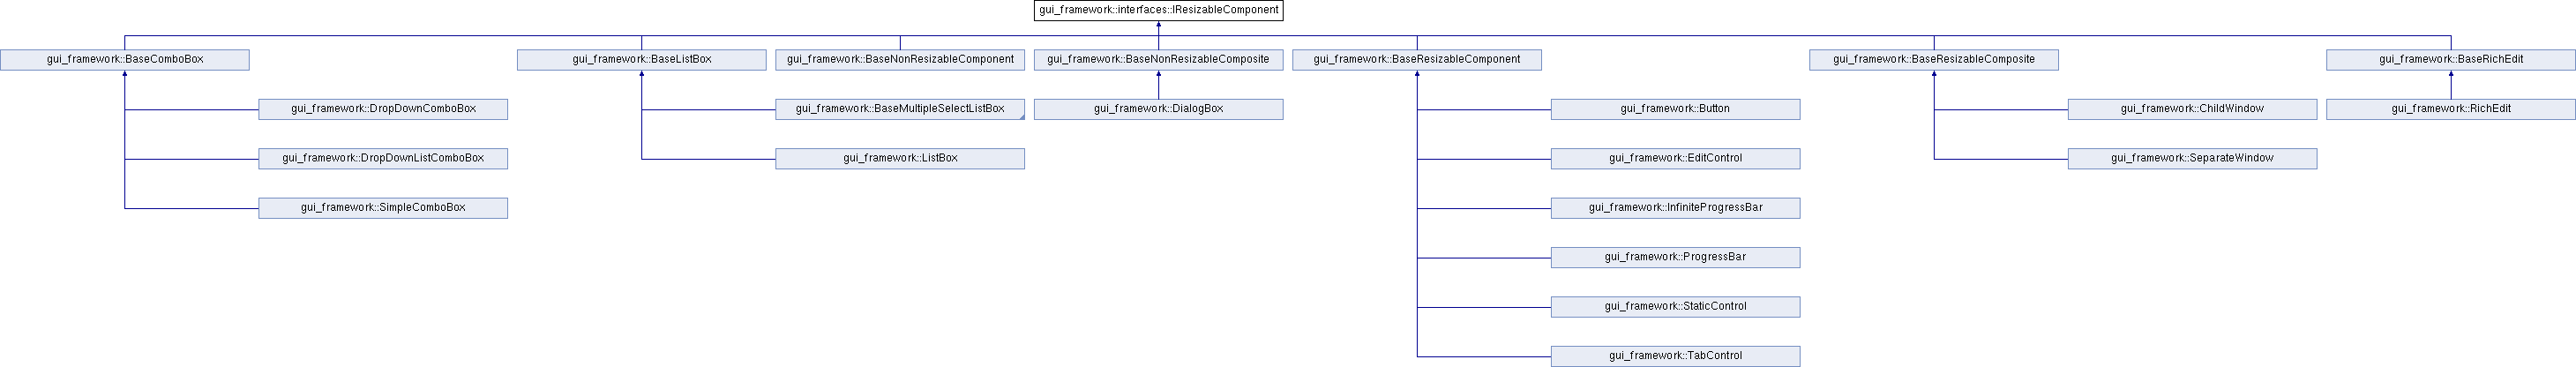 gui_framework::interfaces::IResizableComponent
gui_framework::BaseComboBox
gui_framework::BaseListBox
gui_framework::BaseNonResizableComponent
gui_framework::BaseNonResizableComposite
gui_framework::BaseResizableComponent
gui_framework::BaseResizableComposite
gui_framework::BaseRichEdit
gui_framework::DropDownComboBox
gui_framework::BaseMultipleSelectListBox
gui_framework::DialogBox
gui_framework::Button
gui_framework::ChildWindow
gui_framework::RichEdit
gui_framework::DropDownListComboBox
gui_framework::ListBox
gui_framework::EditControl
gui_framework::SeparateWindow
gui_framework::SimpleComboBox
gui_framework::InfiniteProgressBar
gui_framework::ProgressBar
gui_framework::StaticControl
gui_framework::TabControl